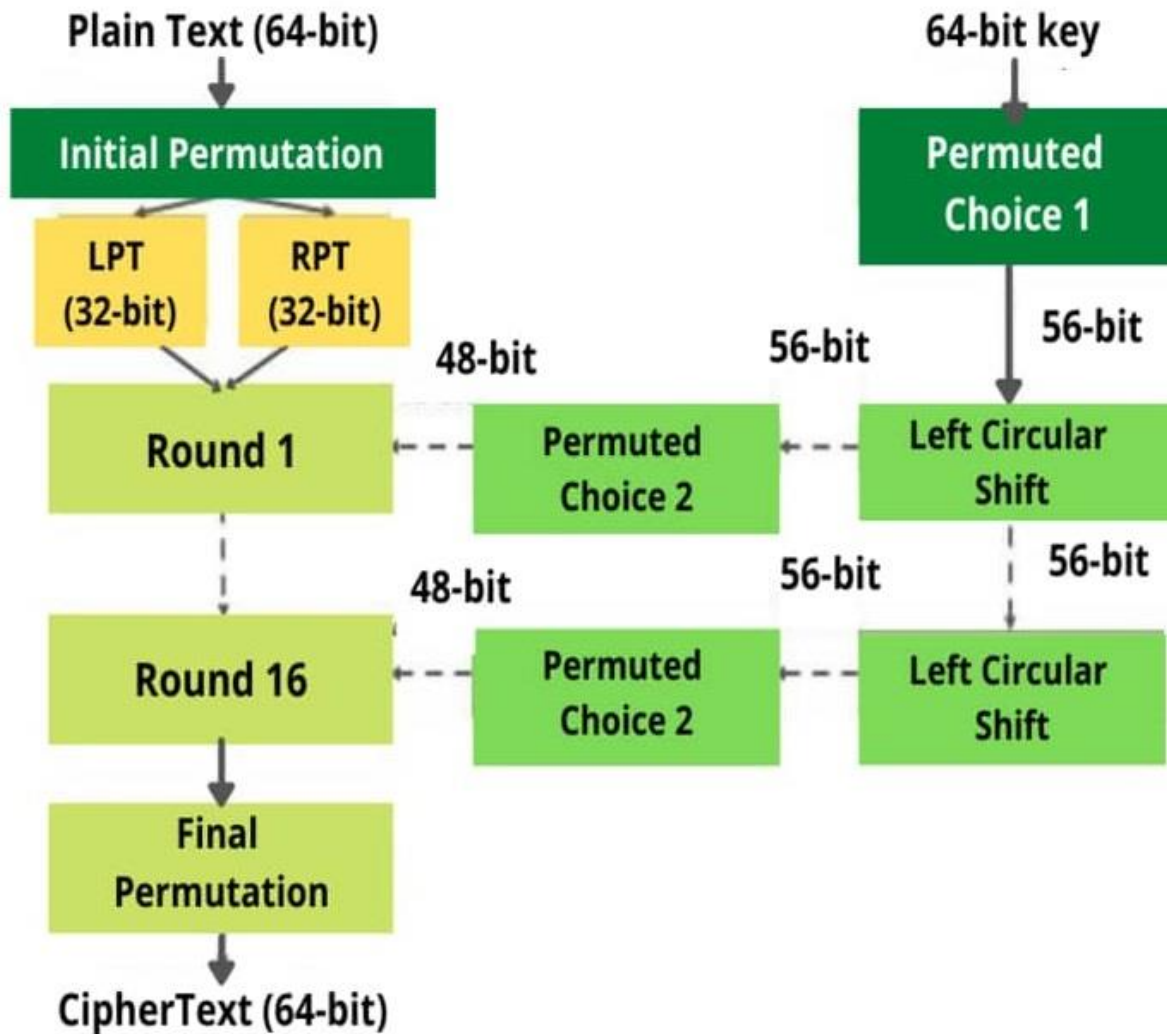 Plain Text (64-bit)
64-bit key
Initial Permutation
Permuted
Choice 1
LPT
(32-bit)
RPT
(32-bit)
56-bit
48-bit
56-bit
Round 1
Permuted
Choice 2
Left Circular
Shift
56-bit
48-bit
56-bit
Round 16
Permuted
Choice 2
Left Circular
Shift
Final
Permutation
CipherText (64-bit)